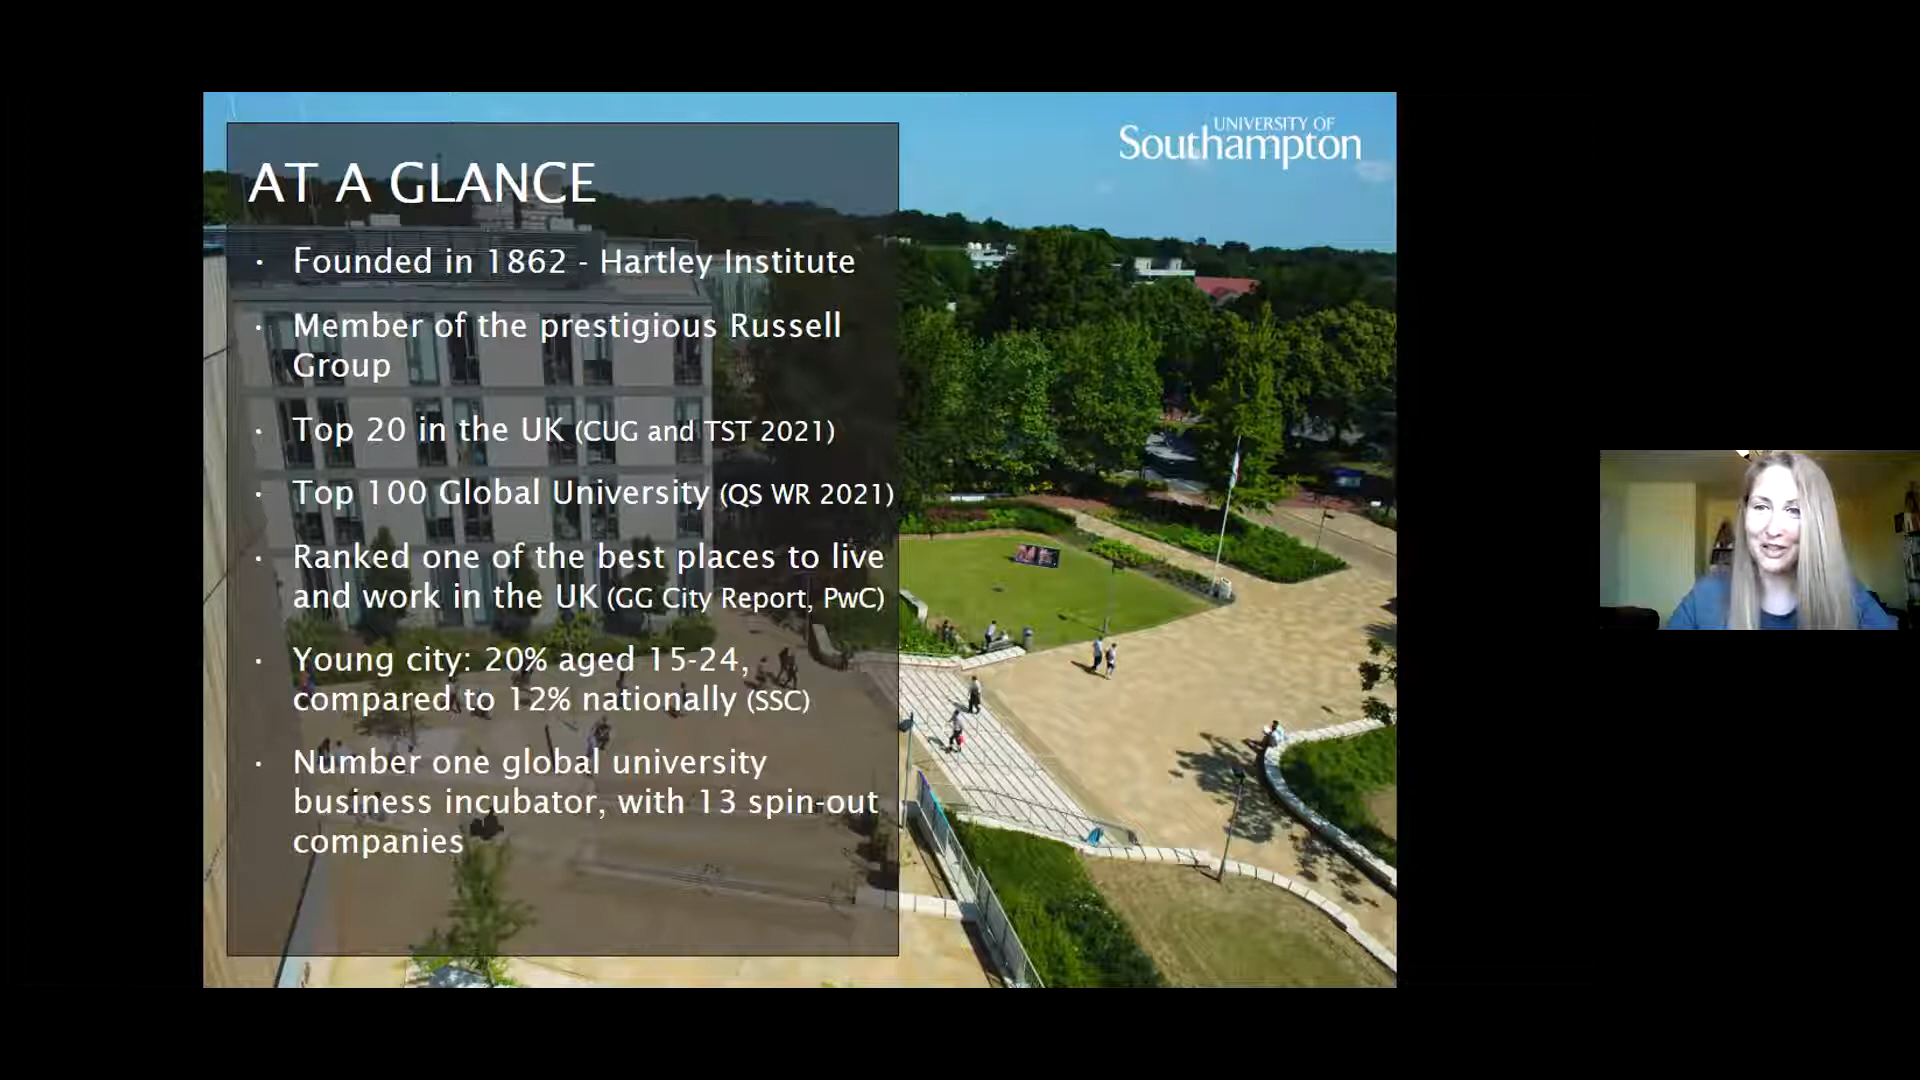 UNIVERSITY OF
Southampton
AT A GLANCE
• Founded in 1862 - Hartley Institute
• Member of the prestigious Russell
Group
• Top 20 in the UK (CUG and TST 2021)
• Top 100 Global University (QS WR 2021)
• Ranked one of the best places to live
and work in the UK (GG City Report, PwC)
• Young city: 20% aged 15-24,
compared to 12% nationally (SSC)
• Number one global university
business incubator, with 13 spin-out
companies